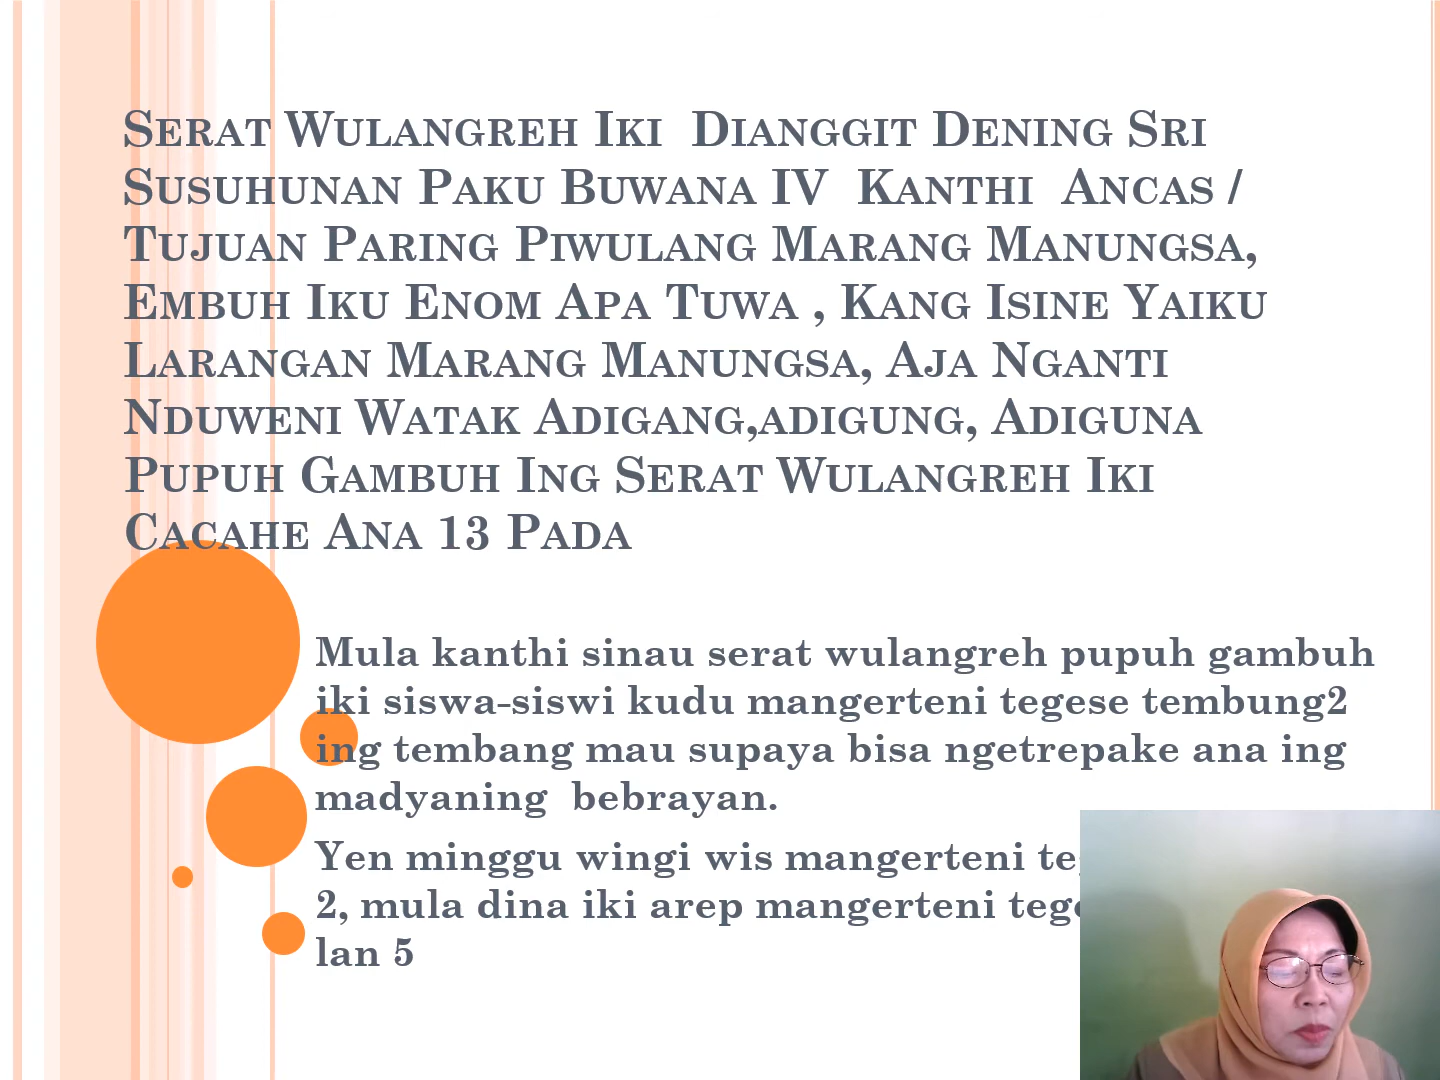 Serat Wulangreh Iki Dianggit Dening Sri
Susuhunan Paku Buwana IV Kanthi Ancas /
Tujuan Paring Piwulang Marang Manungsa,
Embuh Iku Enom Apa Tuwa , Kang Isine Yaiku
Larangan Marang Manungsa, Aja Nganti
Nduweni Watak Adigang,adigung, Adiguna
Pupuh Gambuh Ing Serat Wulangreh Iki
Cacahe Ana 13 Pada
Mula kanthi sinau serat wulangreh pupuh gambuh
iki siswa-siswi kudu mangerteni tegese tembung2
ing tembang mau supaya bisa ngetrepake ana ing
madyaning bebrayan.
Yen minggu wingi wis mangerteni
2, mula dina iki arep mangerteni
lan 5